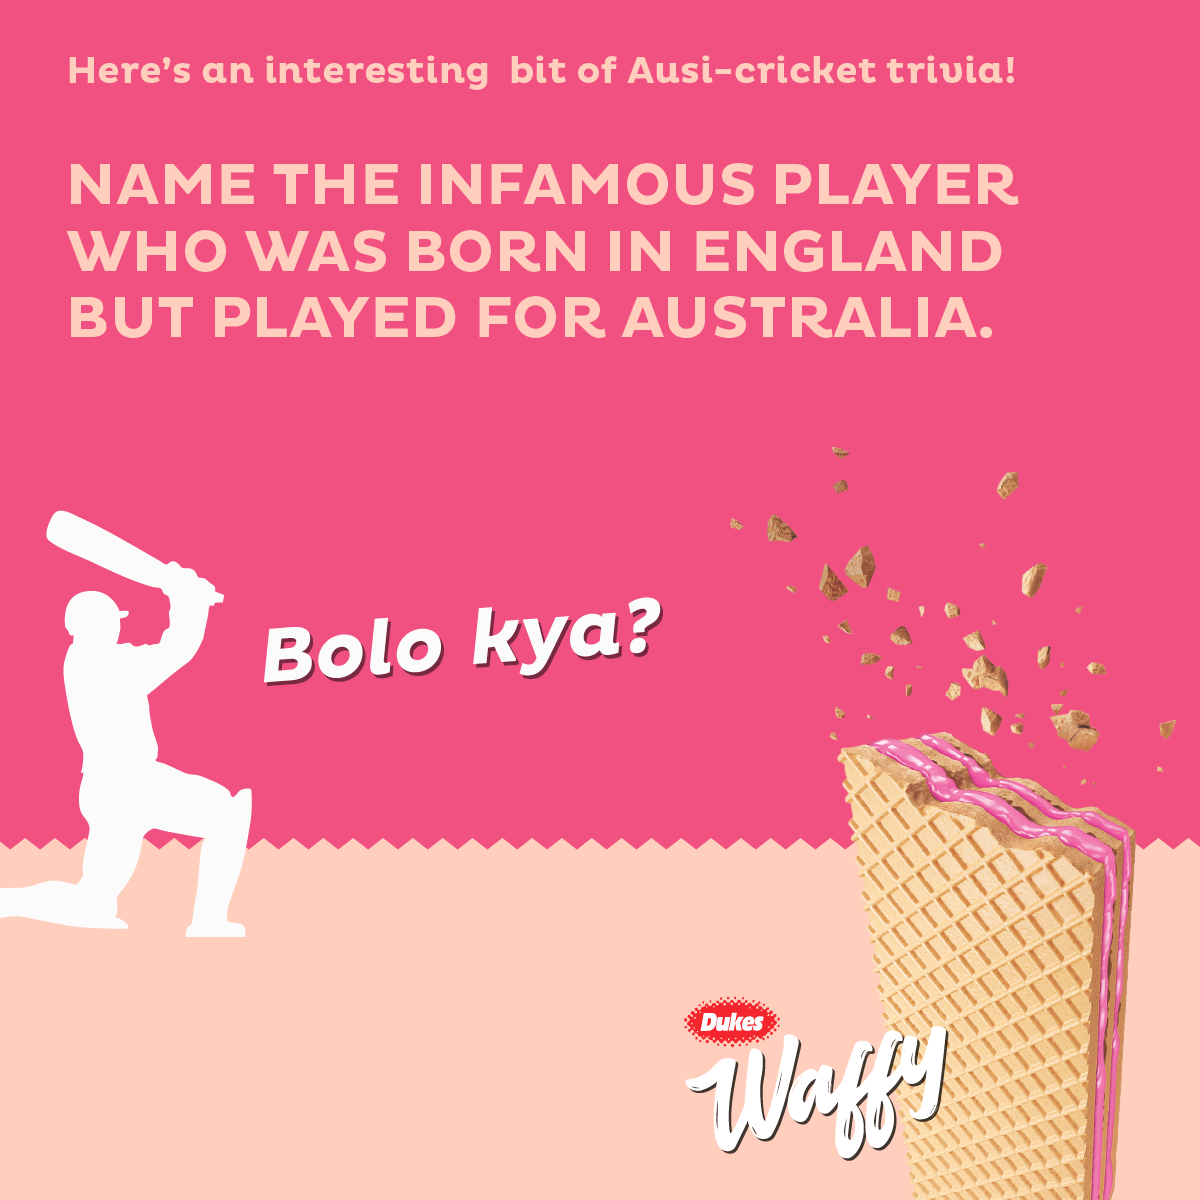 Here's an interesting bit of Ausi-cricket trivia!
NAME THE INFAMOUS PLAYER
WHO WAS BORN IN ENGLAND
BUT PLAYED FOR AUSTRALIA.
Bolo kya?
Dukes
Waffy